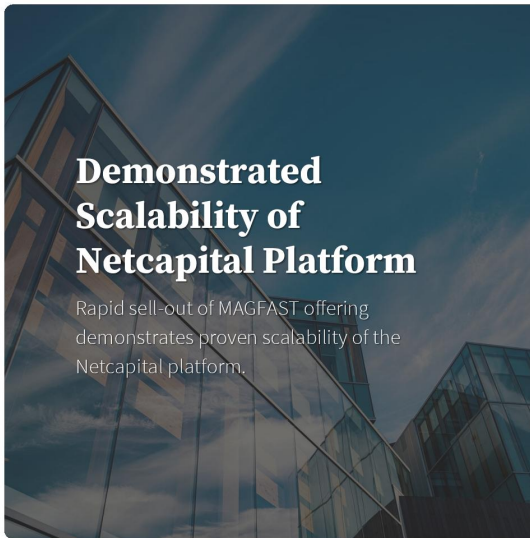 Demonstrated
Scalability of
Netcapital Platform
Rapid sell-out of MAGFAST offering
demonstrates proven scalability of the
Netcapital platform.